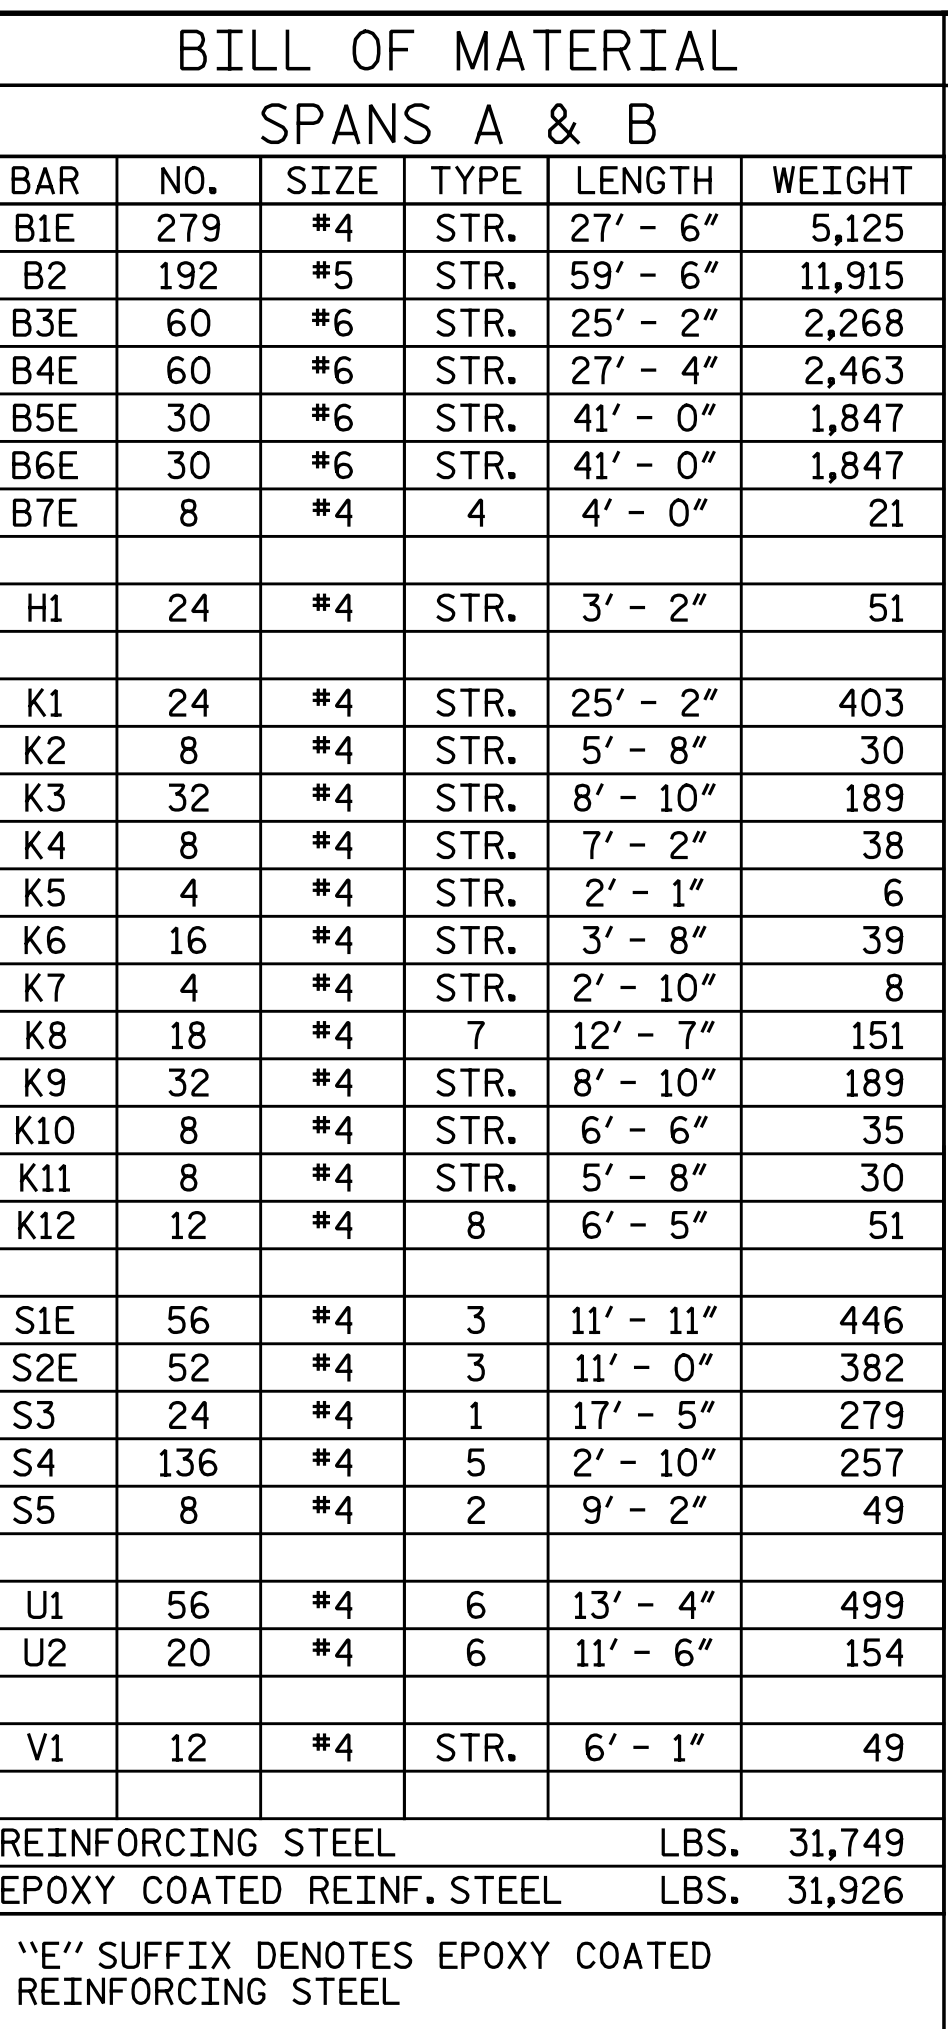 BILL OF MATERIAL
SPANS A & B
BAR NO. SIZE TYPE LENGTH WEIGHT
B1E 279 #4 STR. 27' - 6" 5,125
B2 192 #5 STR. 59' - 6" 11,915
B3E 60 #6 STR. 25' - 2" 2,268
B4E 60 #6 STR. 27' - 4" 2,463
B5E 30 #6 STR. 41' - 0" 1,847
B6E 30 #6 STR. 41' - 0" 1,847
B7E 8 #4 4 4' - 0" 21
H1 24 #4 STR. 3' - 2" 51
K1 24 #4 STR. 25' - 2" 403
K2 8 #4 STR. 5' - 8" 30
K3 32 #4 STR. 8' - 10" 189
K4 8 #4 STR. 7' - 2" 38
K5 4 #4 STR. 2' - 1" 6
K6 16 #4 STR. 3' - 8" 39
K7 4 #4 STR. 2' - 10" 8
K8 18 #4 7 12' - 7" 151
K9 32 #4 STR. 8' - 10" 189
K10 8 #4 STR. 6' - 6" 35
K11 8 #4 STR. 5' - 8" 30
K12 12 #4 8 6' - 5" 51
S1E 56 #4 3 11' - 11" 446
S2E 52 #4 3 11' - 0" 382
S3 24 #4 1 17' - 5" 279
S4 136 #4 5 2' - 10" 257
S5 8 #4 2 9' - 2" 49
U1 56 #4 6 13' - 4" 499
U2 20 #4 6 11' - 6" 154
V1 12 #4 STR. 6' - 1" 49
REINFORCING STEEL LBS. 31,749
EPOXY COATED REINF. STEEL LBS. 31,926
"E" SUFFIX DENOTES EPOXY COATED
REINFORCING STEEL